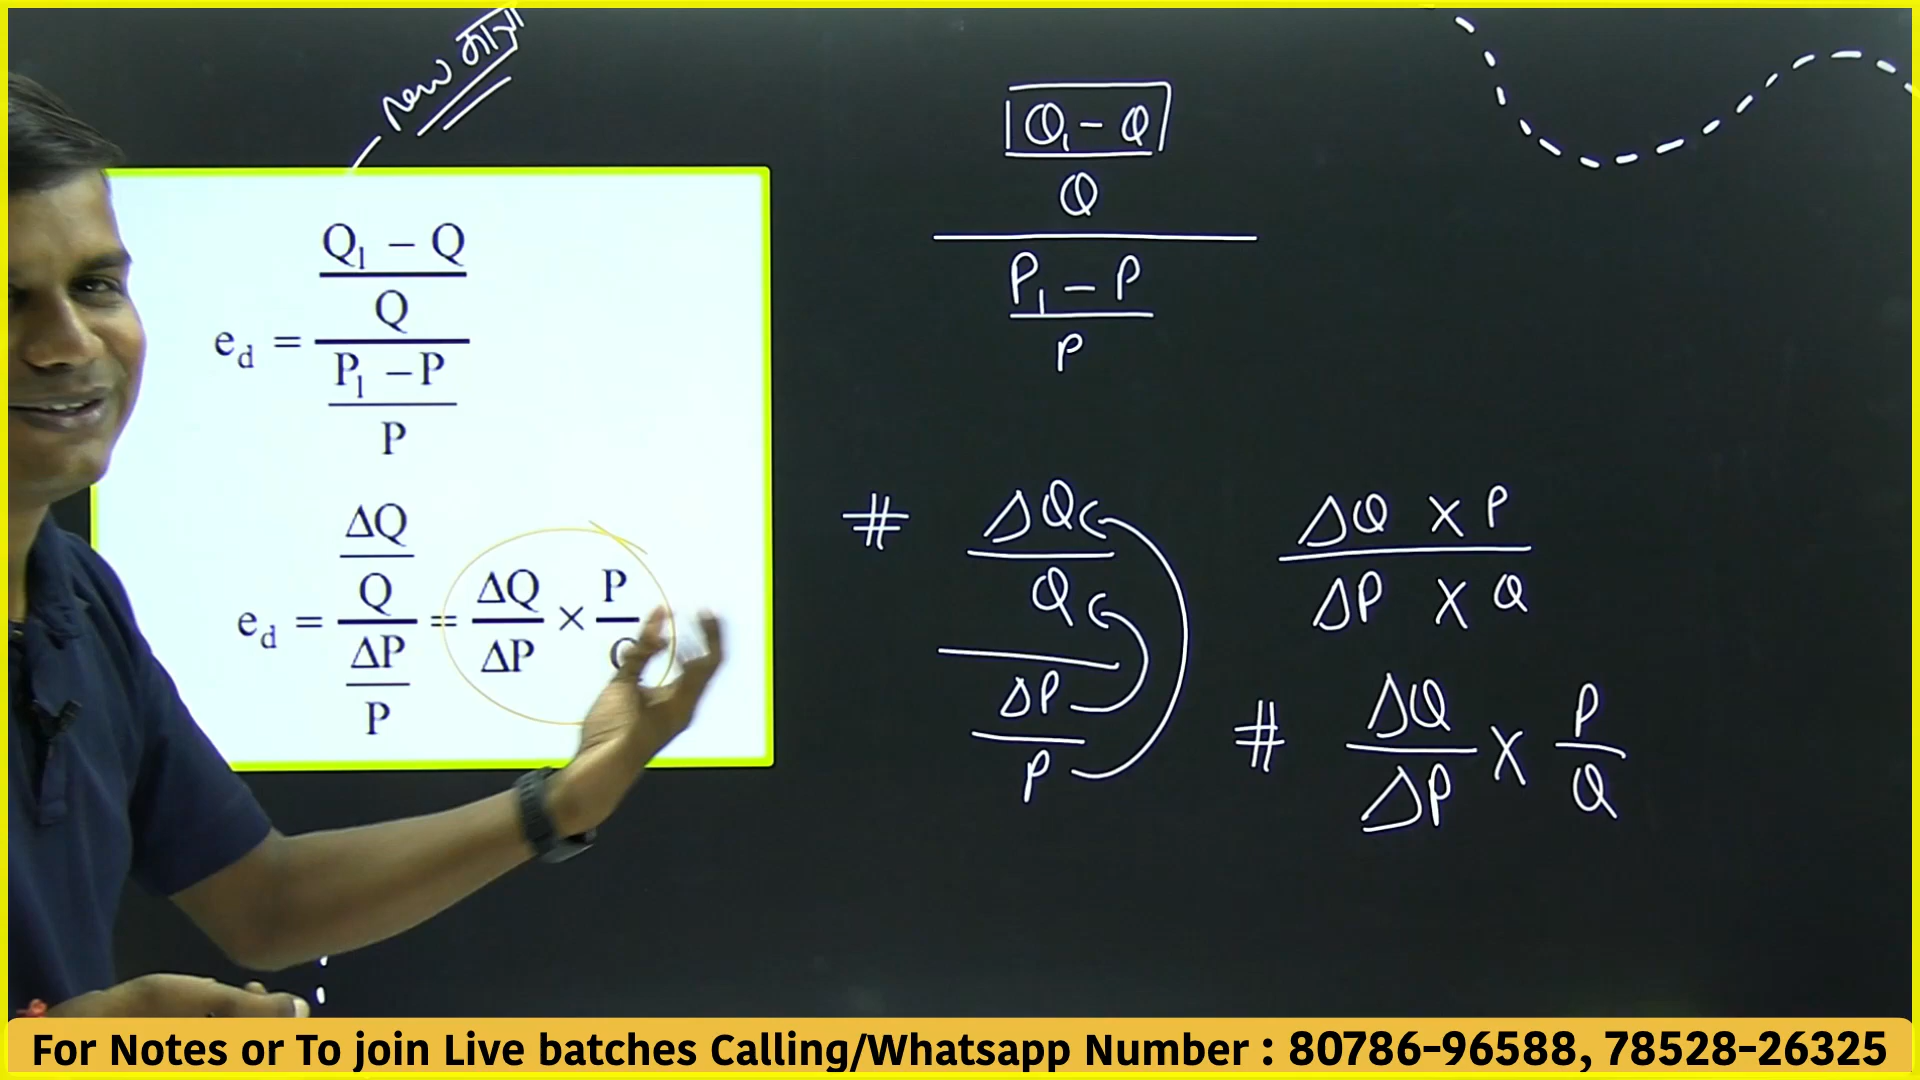 new मात्रा
Q₁ − Q
Q
e_d =
P₁ − P
P
ΔQ
Q
e_d = = ΔQ/ΔP × P/
ΔP
P
Q₁ − Q
Q
P₁ − P
P
# ΔQ
Q
ΔP
P
ΔQ × P
ΔP × Q
# ΔQ/ΔP × P/Q
For Notes or To join Live batches Calling/Whatsapp Number : 80786-96588, 78528-26325